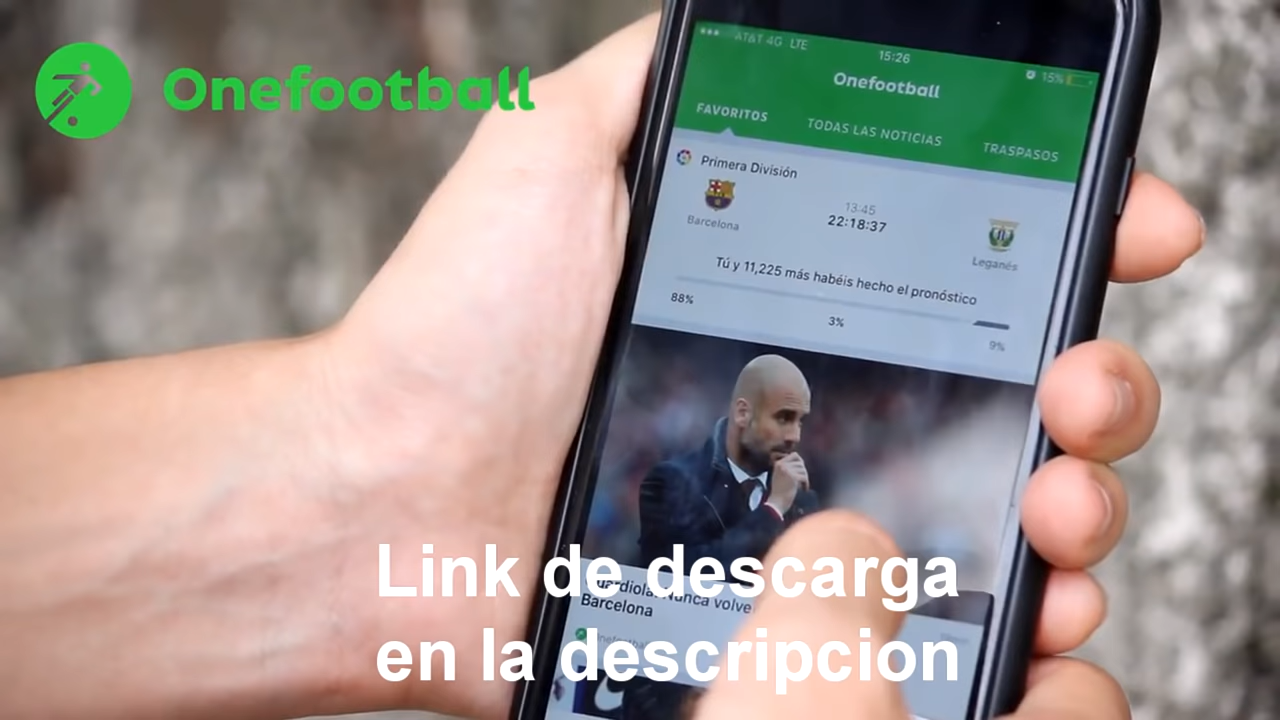 Onefootball
AT&T 4G LTE
15:26
15%
Onefootball
FAVORITOS
TODAS LAS NOTICIAS
TRASPASOS
Primera División
Barcelona
13:45
22:18:37
Leganés
Tú y 11,225 más habéis hecho el pronóstico
88%
3%
9%
Link de descarga
Barcelona
en la descripcion